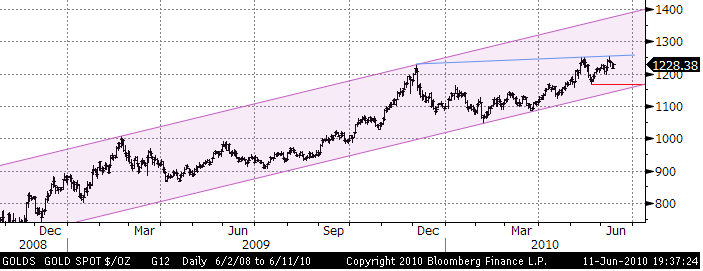 1400
1300
1228.38
1200
1100
1000
900
800
Dec Mar Jun Sep Dec Mar Jun
2008 2009 2010
GOLDS GOLD SPOT $/OZ G12 Daily 6/2/08 to 6/11/10 Copyright 2010 Bloomberg Finance L.P. 11-Jun-2010 19:37:24